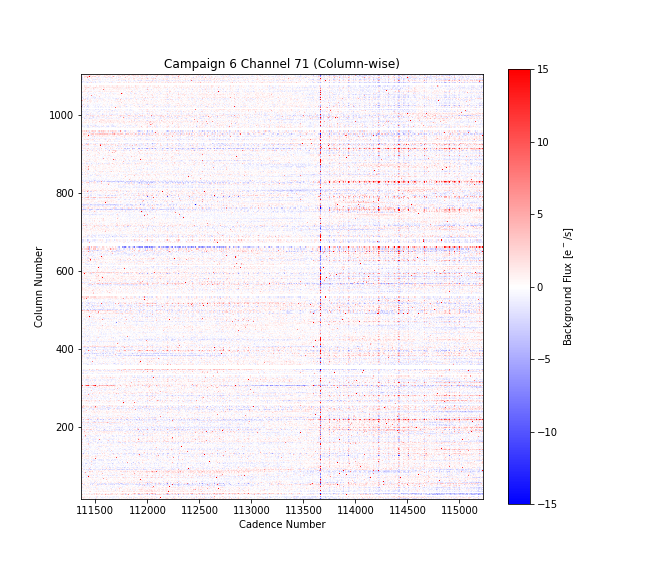 Campaign 6 Channel 71 (Column-wise)
15
10
5
0
−5
−10
−15
Background Flux [e⁻/s]
1000
800
600
400
200
Column Number
111500 112000 112500 113000 113500 114000 114500 115000
Cadence Number